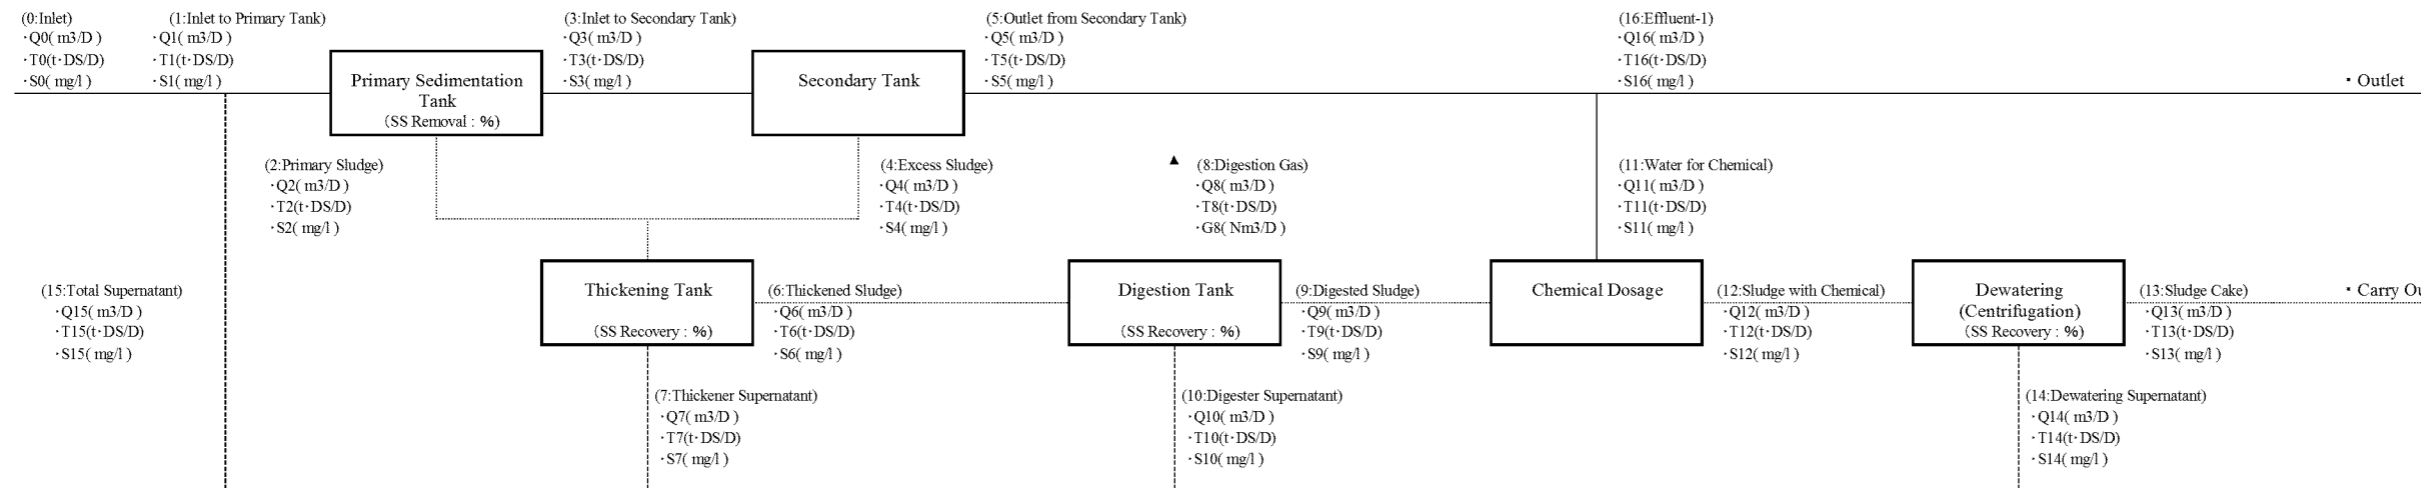 (0:Inlet)
・Q0( m3/D )
・T0(t・DS/D)
・S0( mg/l )
(1:Inlet to Primary Tank)
・Q1( m3/D )
・T1(t・DS/D)
・S1( mg/l )
Primary Sedimentation
Tank
(SS Removal : %)
(3:Inlet to Secondary Tank)
・Q3( m3/D )
・T3(t・DS/D)
・S3( mg/l )
Secondary Tank
(5:Outlet from Secondary Tank)
・Q5( m3/D )
・T5(t・DS/D)
・S5( mg/l )
(16:Effluent-1)
・Q16( m3/D )
・T16(t・DS/D)
・S16( mg/l )
・Outlet
(2:Primary Sludge)
・Q2( m3/D )
・T2(t・DS/D)
・S2( mg/l )
(4:Excess Sludge)
・Q4( m3/D )
・T4(t・DS/D)
・S4( mg/l )
(8:Digestion Gas)
・Q8( m3/D )
・T8(t・DS/D)
・G8( Nm3/D )
(11:Water for Chemical)
・Q11( m3/D )
・T11(t・DS/D)
・S11( mg/l )
(15:Total Supernatant)
・Q15( m3/D )
・T15(t・DS/D)
・S15( mg/l )
Thickening Tank
(SS Recovery : %)
(6:Thickened Sludge)
・Q6( m3/D )
・T6(t・DS/D)
・S6( mg/l )
Digestion Tank
(SS Recovery : %)
(9:Digested Sludge)
・Q9( m3/D )
・T9(t・DS/D)
・S9( mg/l )
Chemical Dosage
(12:Sludge with Chemical)
・Q12( m3/D )
・T12(t・DS/D)
・S12( mg/l )
Dewatering
(Centrifugation)
(SS Recovery : %)
(13:Sludge Cake)
・Q13( m3/D )
・T13(t・DS/D)
・S13( mg/l )
・Carry Ou
(7:Thickener Supernatant)
・Q7( m3/D )
・T7(t・DS/D)
・S7( mg/l )
(10:Digester Supernatant)
・Q10( m3/D )
・T10(t・DS/D)
・S10( mg/l )
(14:Dewatering Supernatant)
・Q14( m3/D )
・T14(t・DS/D)
・S14( mg/l )